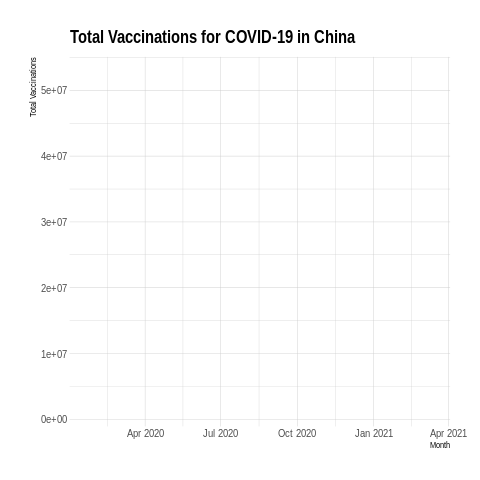 Total Vaccinations for COVID-19 in China
Total Vaccinations
5e+07
4e+07
3e+07
2e+07
1e+07
0e+00
Apr 2020 Jul 2020 Oct 2020 Jan 2021 Apr 2021
Month